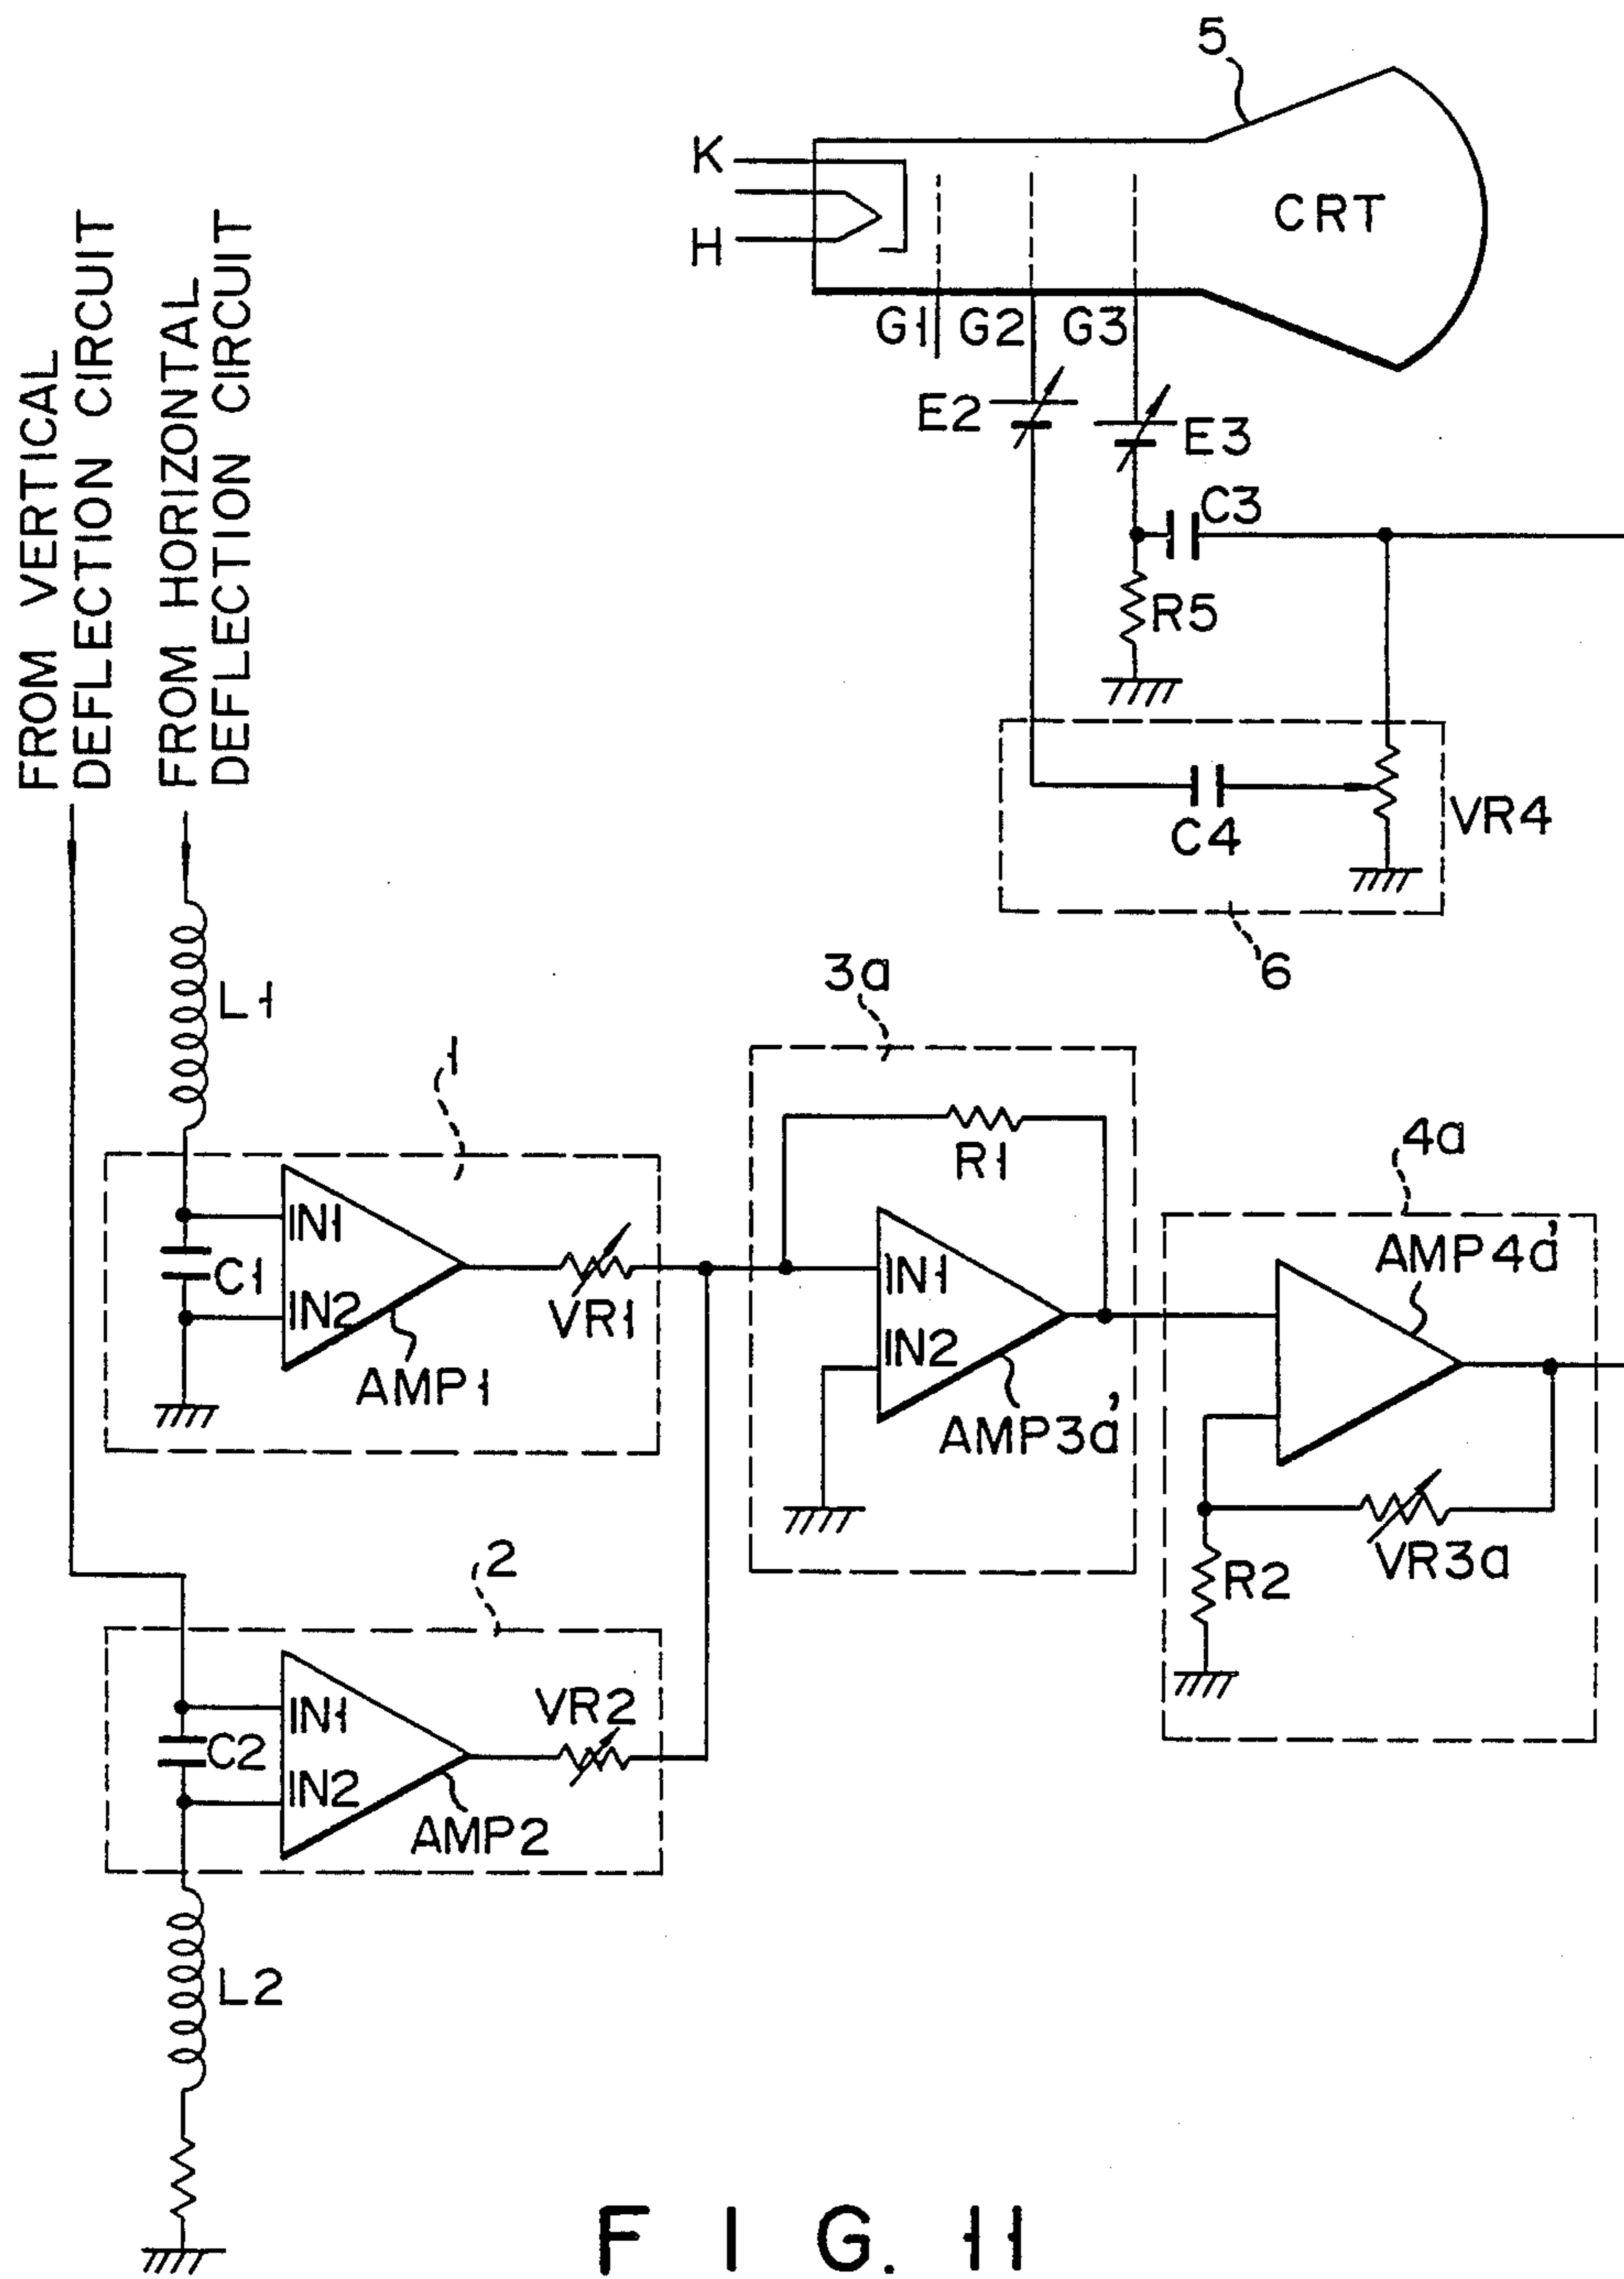 5
K
H
CRT
G1
G2
G3
E2
E3
C3
R5
C4
VR4
6
FROM VERTICAL
DEFLECTION CIRCUIT
FROM HORIZONTAL
DEFLECTION CIRCUIT
L1
1
IN1
C1
IN2
AMP1
VR1
3a
R1
IN1
IN2
AMP3a'
4a
AMP4a'
VR3a
R2
2
IN1
C2
IN2
AMP2
VR2
L2
FIG. 11